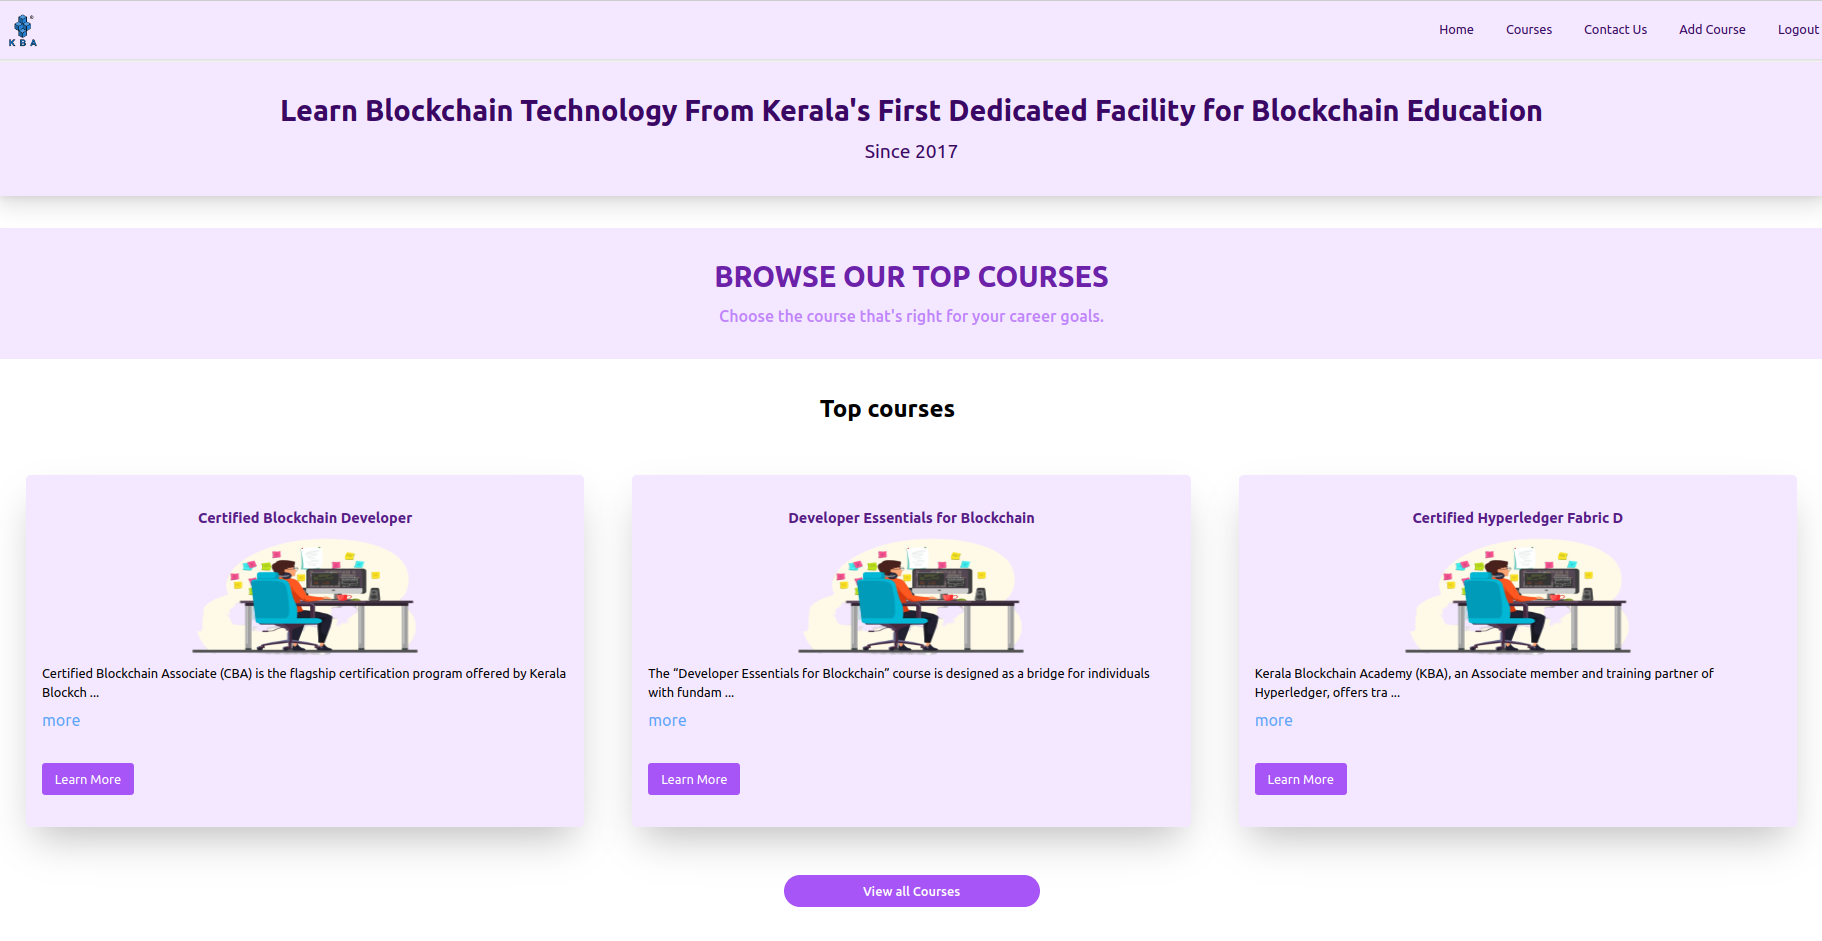 KBA
Home Courses Contact Us Add Course Logout
Learn Blockchain Technology From Kerala's First Dedicated Facility for Blockchain Education
Since 2017
BROWSE OUR TOP COURSES
Choose the course that's right for your career goals.
Top courses
Certified Blockchain Developer
Certified Blockchain Associate (CBA) is the flagship certification program offered by Kerala
Blockch ...
more
Learn More
Developer Essentials for Blockchain
The “Developer Essentials for Blockchain” course is designed as a bridge for individuals
with fundam ...
more
Learn More
Certified Hyperledger Fabric D
Kerala Blockchain Academy (KBA), an Associate member and training partner of
Hyperledger, offers tra ...
more
Learn More
View all Courses